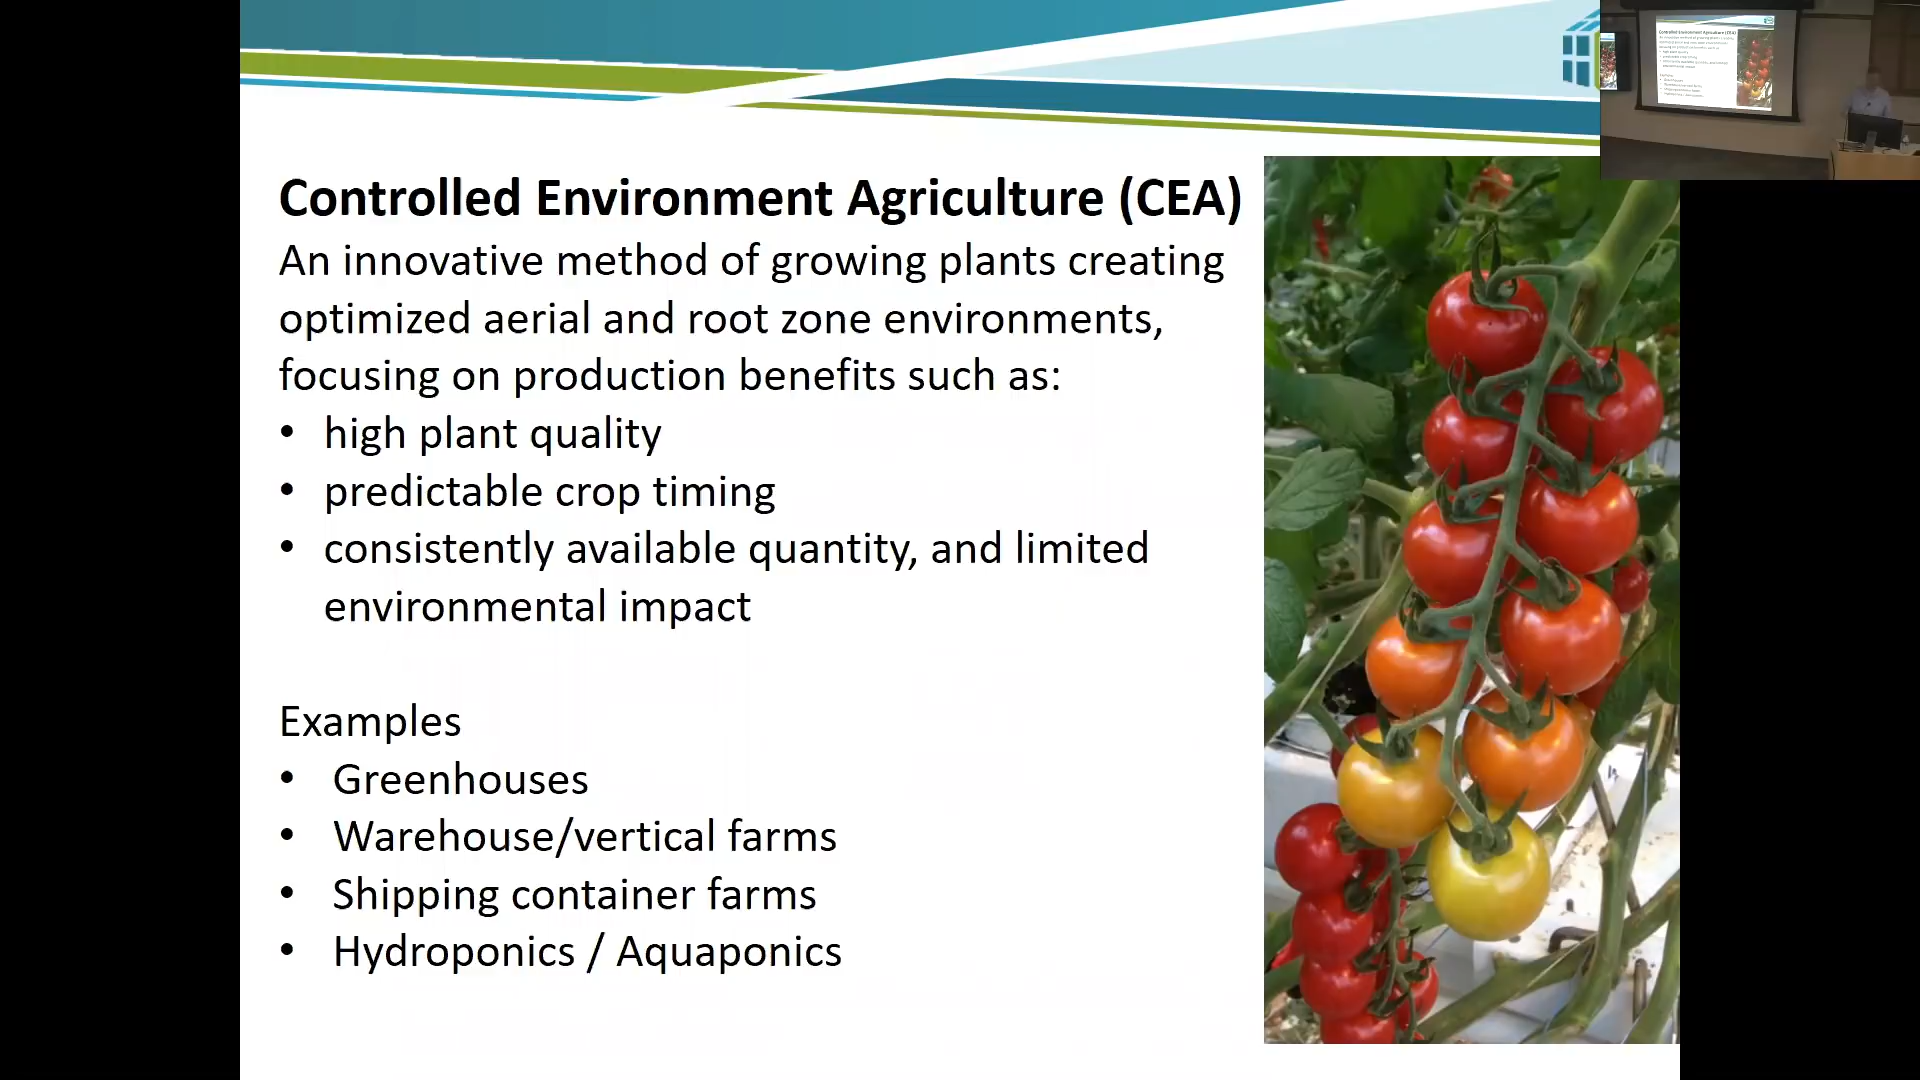 Controlled Environment Agriculture (CEA)
An innovative method of growing plants creating
optimized aerial and root zone environments,
focusing on production benefits such as:
• high plant quality
• predictable crop timing
• consistently available quantity, and limited
environmental impact
Examples
• Greenhouses
• Warehouse/vertical farms
• Shipping container farms
• Hydroponics / Aquaponics